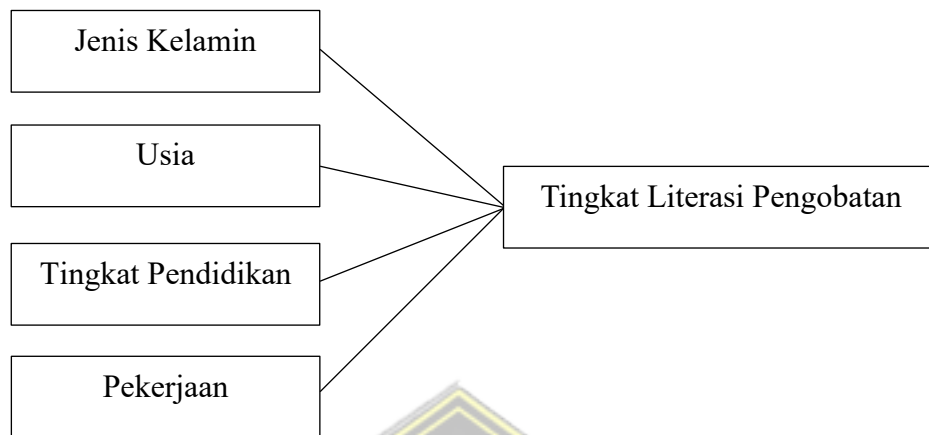 Jenis Kelamin
Usia
Tingkat Literasi Pengobatan
Tingkat Pendidikan
Pekerjaan